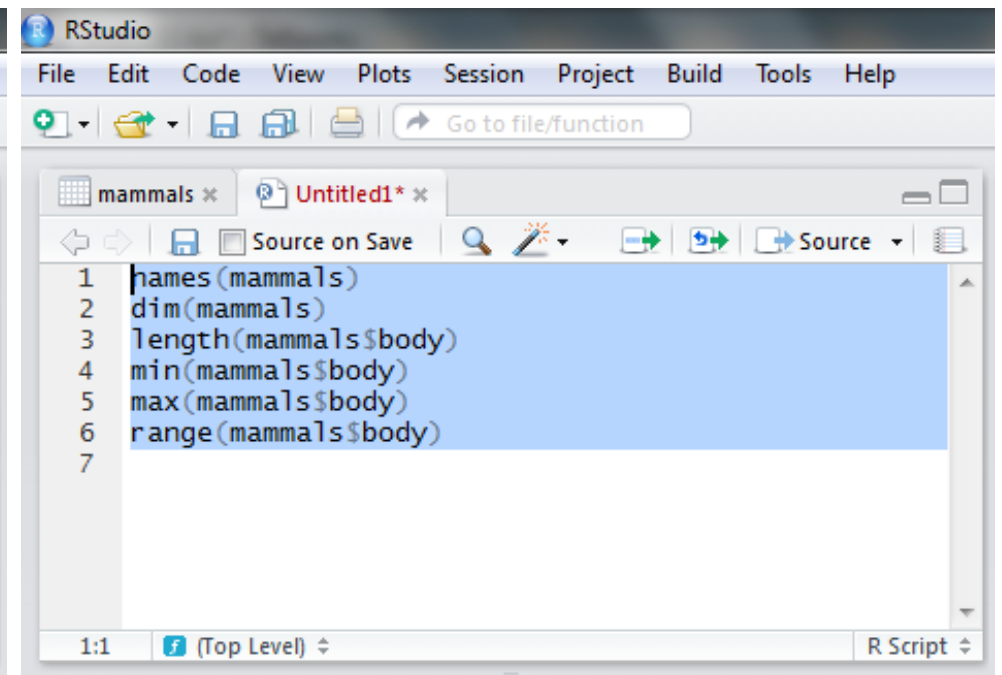 RStudio
File Edit Code View Plots Session Project Build Tools Help
Go to file/function
mammals Untitled1*
Source on Save Source
1 names(mammals)
2 dim(mammals)
3 length(mammals$body)
4 min(mammals$body)
5 max(mammals$body)
6 range(mammals$body)
7
1:1 (Top Level) R Script